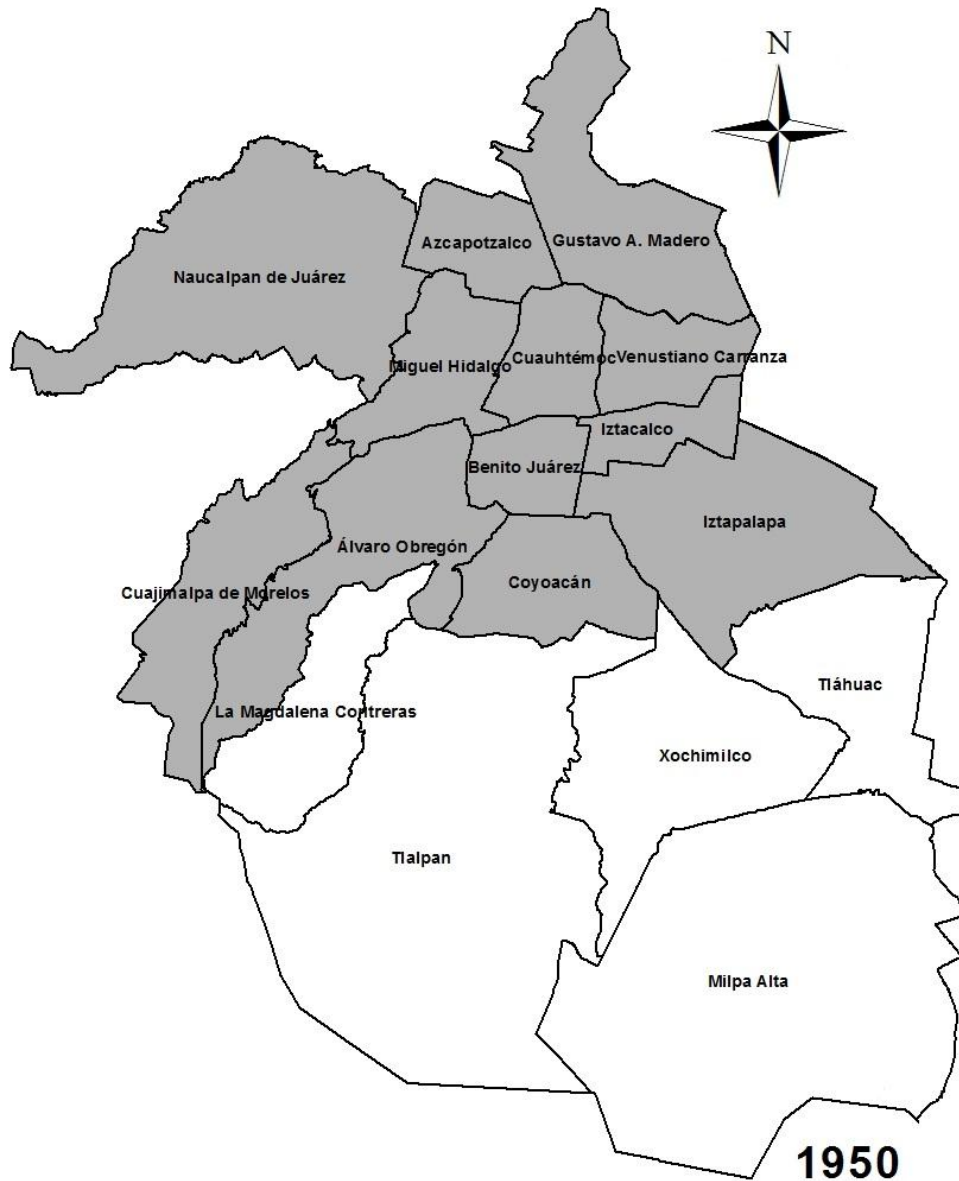 N
Azcapotzalco
Gustavo A. Madero
Naucalpan de Juárez
Miguel Hidalgo
Cuauhtémoc
Venustiano Carranza
Iztacalco
Benito Juárez
Iztapalapa
Álvaro Obregón
Coyoacán
Cuajimalpa de Morelos
Tláhuac
La Magdalena Contreras
Xochimilco
Tlalpan
Milpa Alta
1950